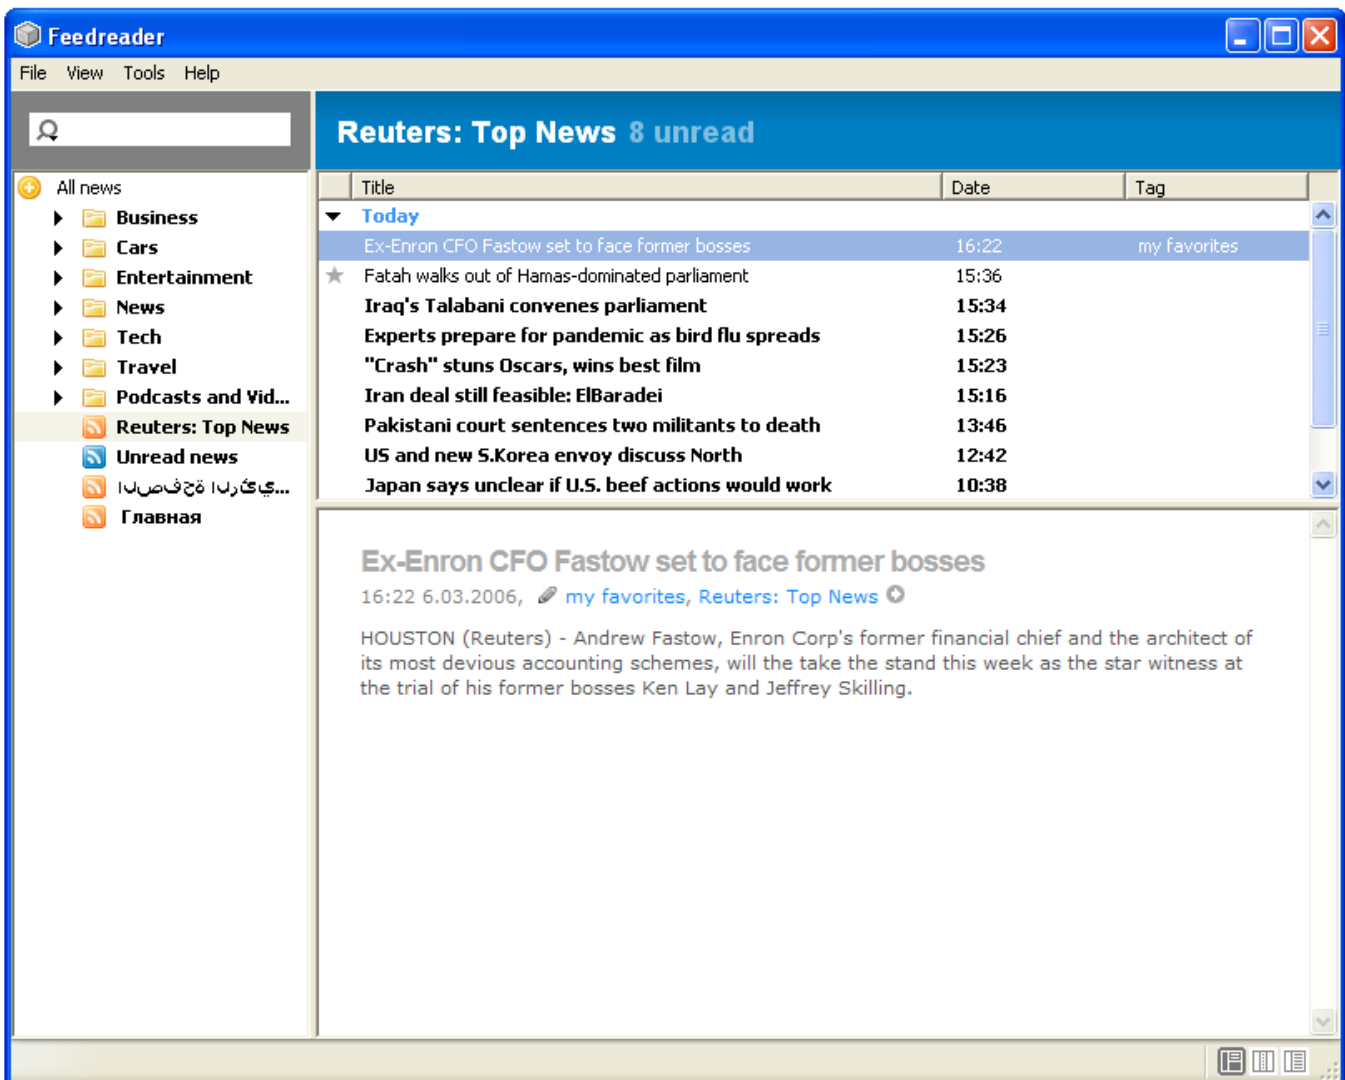 Feedreader
File View Tools Help
Reuters: Top News 8 unread
All news
Business
Cars
Entertainment
News
Tech
Travel
Podcasts and Vid...
Reuters: Top News
Unread news
الصفحة الرئي...
Главная
Title Date Tag
Today
Ex-Enron CFO Fastow set to face former bosses 16:22 my favorites
Fatah walks out of Hamas-dominated parliament 15:36
Iraq's Talabani convenes parliament 15:34
Experts prepare for pandemic as bird flu spreads 15:26
"Crash" stuns Oscars, wins best film 15:23
Iran deal still feasible: ElBaradei 15:16
Pakistani court sentences two militants to death 13:46
US and new S.Korea envoy discuss North 12:42
Japan says unclear if U.S. beef actions would work 10:38
Ex-Enron CFO Fastow set to face former bosses
16:22 6.03.2006, my favorites, Reuters: Top News
HOUSTON (Reuters) - Andrew Fastow, Enron Corp's former financial chief and the architect of
its most devious accounting schemes, will the take the stand this week as the star witness at
the trial of his former bosses Ken Lay and Jeffrey Skilling.